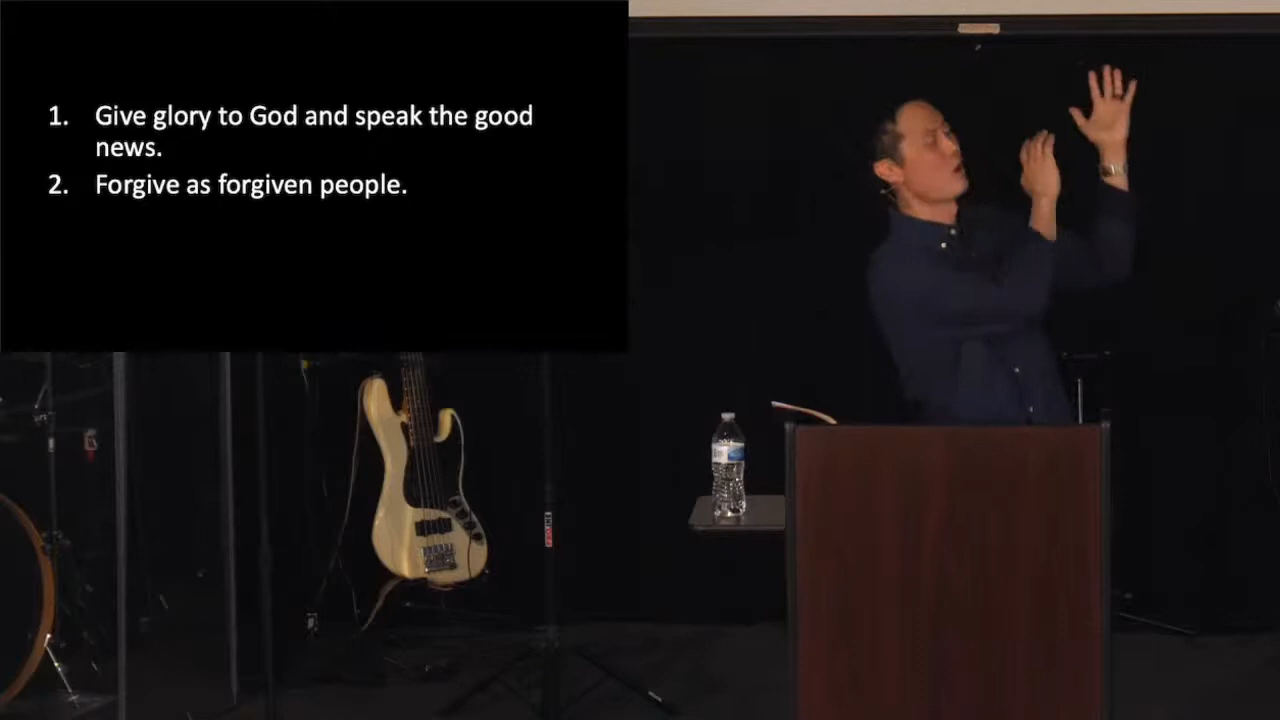 1. Give glory to God and speak the good
news.
2. Forgive as forgiven people.